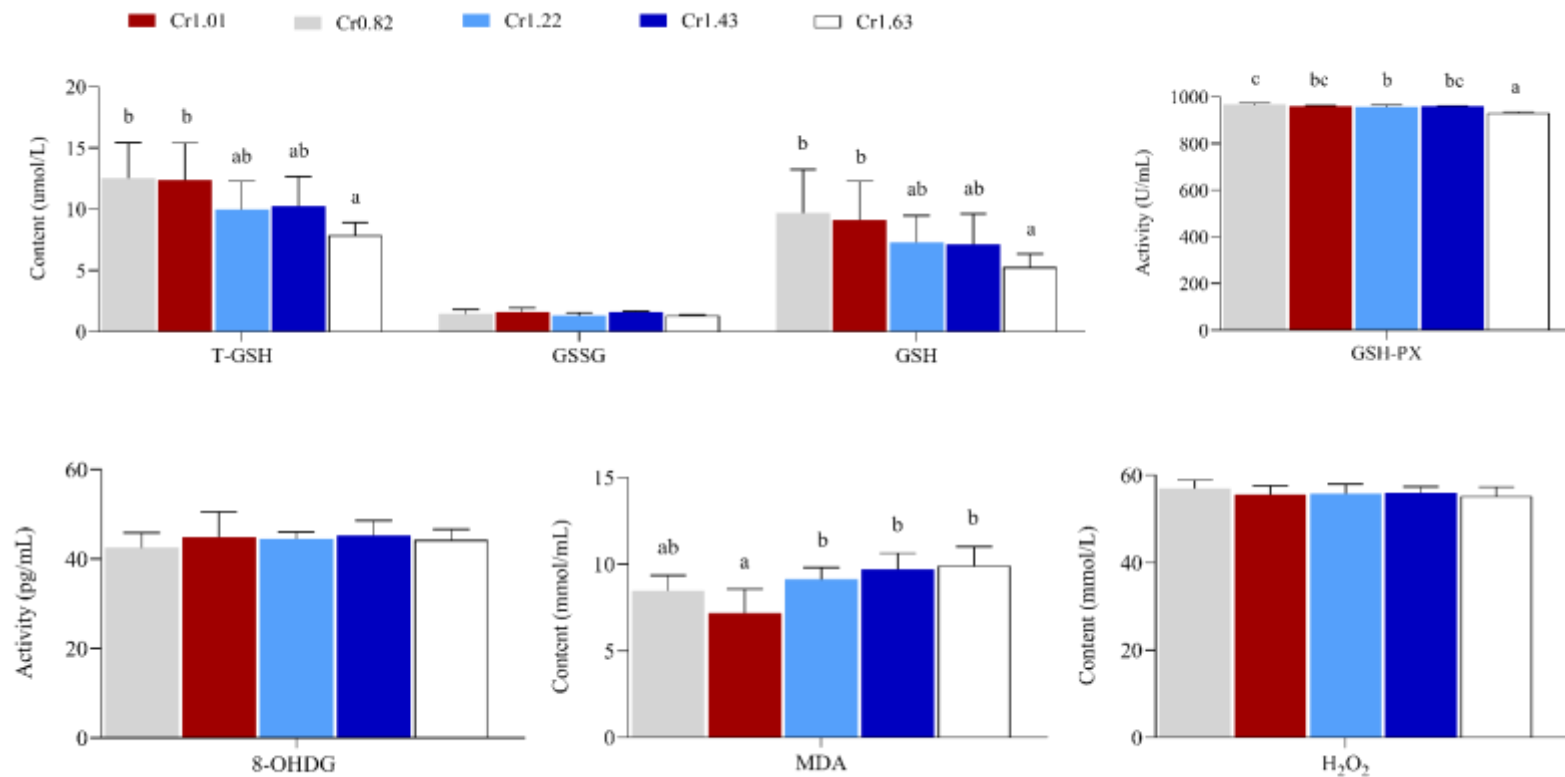 Cr1.01 Cr0.82 Cr1.22 Cr1.43 Cr1.63
20
15
10
5
0
Content (umol/L)
b b ab ab a
b b ab ab a
T-GSH GSSG GSH
1000
800
600
400
200
0
Activity (U/mL)
c bc b bc a
GSH-PX
60
40
20
0
Activity (pg/mL)
8-OHDG
15
10
5
0
Content (mmol/mL)
ab a b b b
MDA
60
40
20
0
Content (mmol/L)
H₂O₂